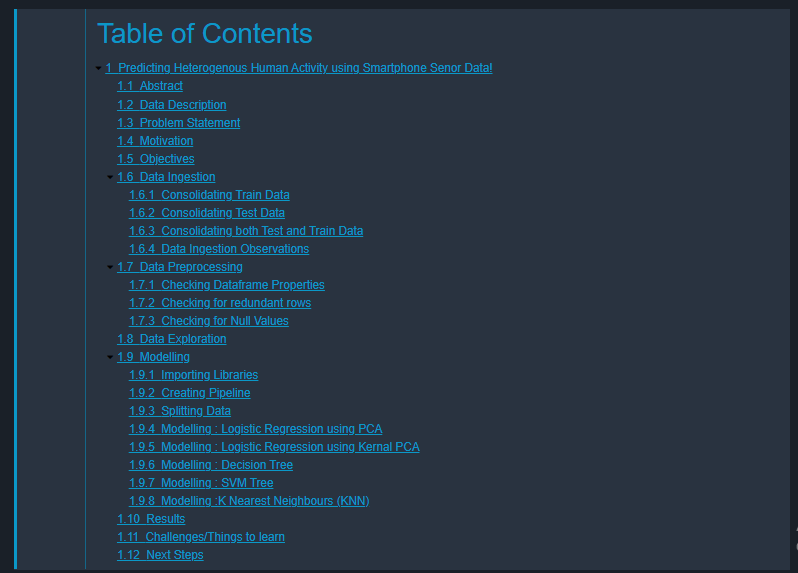 Table of Contents
1 Predicting Heterogenous Human Activity using Smartphone Senor Data!
1.1 Abstract
1.2 Data Description
1.3 Problem Statement
1.4 Motivation
1.5 Objectives
1.6 Data Ingestion
1.6.1 Consolidating Train Data
1.6.2 Consolidating Test Data
1.6.3 Consolidating both Test and Train Data
1.6.4 Data Ingestion Observations
1.7 Data Preprocessing
1.7.1 Checking Dataframe Properties
1.7.2 Checking for redundant rows
1.7.3 Checking for Null Values
1.8 Data Exploration
1.9 Modelling
1.9.1 Importing Libraries
1.9.2 Creating Pipeline
1.9.3 Splitting Data
1.9.4 Modelling : Logistic Regression using PCA
1.9.5 Modelling : Logistic Regression using Kernal PCA
1.9.6 Modelling : Decision Tree
1.9.7 Modelling : SVM Tree
1.9.8 Modelling :K Nearest Neighbours (KNN)
1.10 Results
1.11 Challenges/Things to learn
1.12 Next Steps